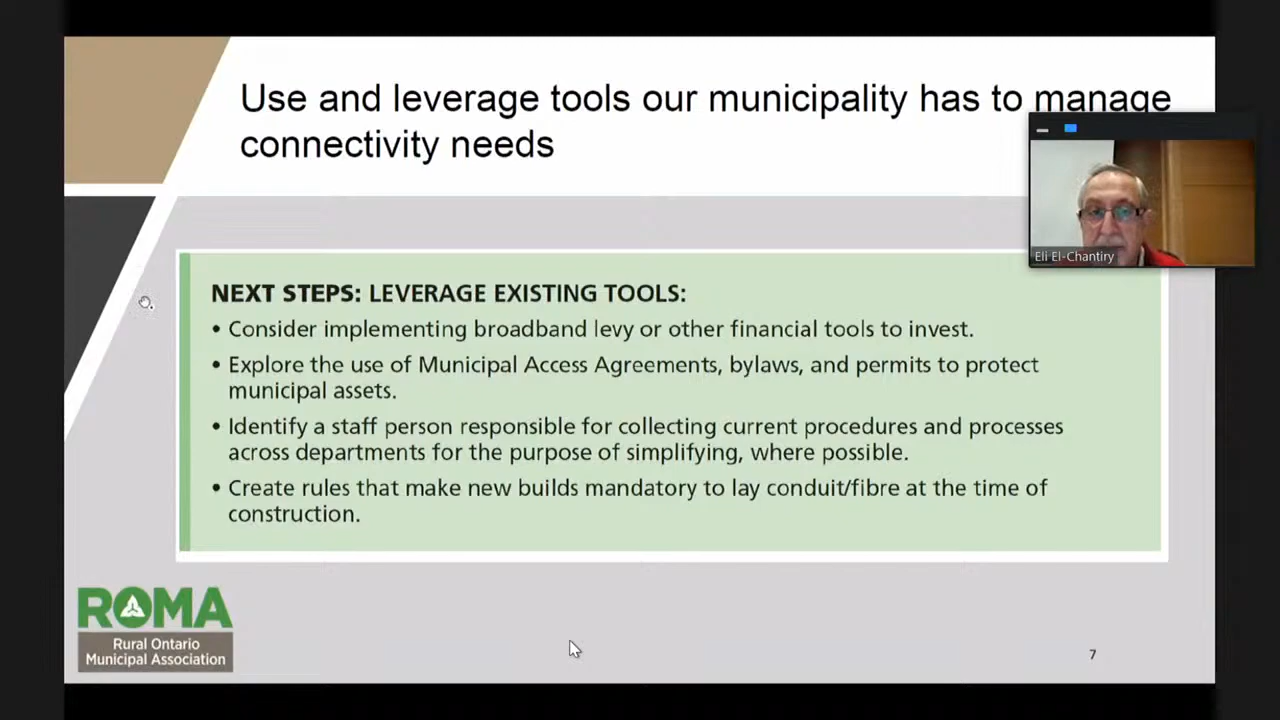 Use and leverage tools our municipality has to manage
connectivity needs
Eli El-Chantiry
NEXT STEPS: LEVERAGE EXISTING TOOLS:
• Consider implementing broadband levy or other financial tools to invest.
• Explore the use of Municipal Access Agreements, bylaws, and permits to protect
municipal assets.
• Identify a staff person responsible for collecting current procedures and processes
across departments for the purpose of simplifying, where possible.
• Create rules that make new builds mandatory to lay conduit/fibre at the time of
construction.
ROMA
Rural Ontario
Municipal Association
7